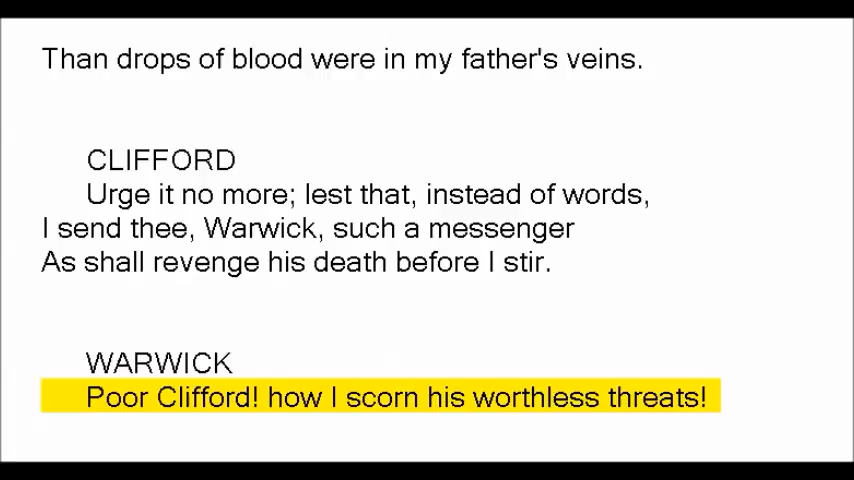 Than drops of blood were in my father's veins.
CLIFFORD
Urge it no more; lest that, instead of words,
I send thee, Warwick, such a messenger
As shall revenge his death before I stir.
WARWICK
Poor Clifford! how I scorn his worthless threats!